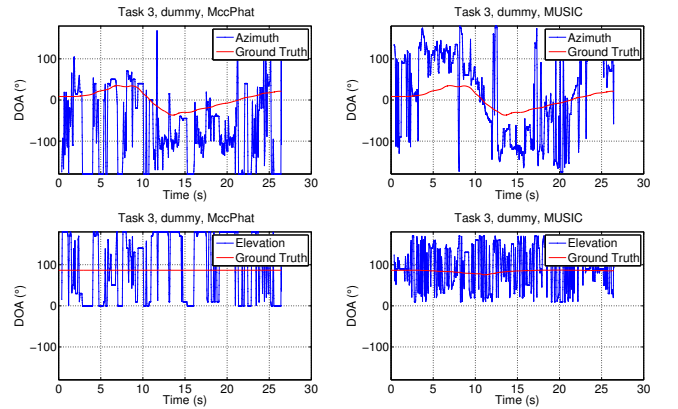 Task 3, dummy, MccPhat
Task 3, dummy, MUSIC
100
0
−100
DOA (°)
Azimuth
Ground Truth
0 5 10 15 20 25 30
Time (s)
100
0
−100
DOA (°)
Azimuth
Ground Truth
0 5 10 15 20 25 30
Time (s)
Task 3, dummy, MccPhat
Task 3, dummy, MUSIC
100
0
−100
DOA (°)
Elevation
Ground Truth
0 5 10 15 20 25 30
Time (s)
100
0
−100
DOA (°)
Elevation
Ground Truth
0 5 10 15 20 25 30
Time (s)